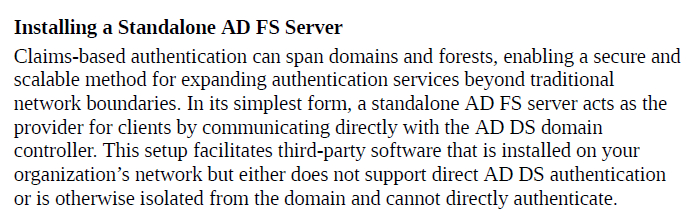 Installing a Standalone AD FS Server
Claims-based authentication can span domains and forests, enabling a secure and
scalable method for expanding authentication services beyond traditional
network boundaries. In its simplest form, a standalone AD FS server acts as the
provider for clients by communicating directly with the AD DS domain
controller. This setup facilitates third-party software that is installed on your
organization’s network but either does not support direct AD DS authentication
or is otherwise isolated from the domain and cannot directly authenticate.